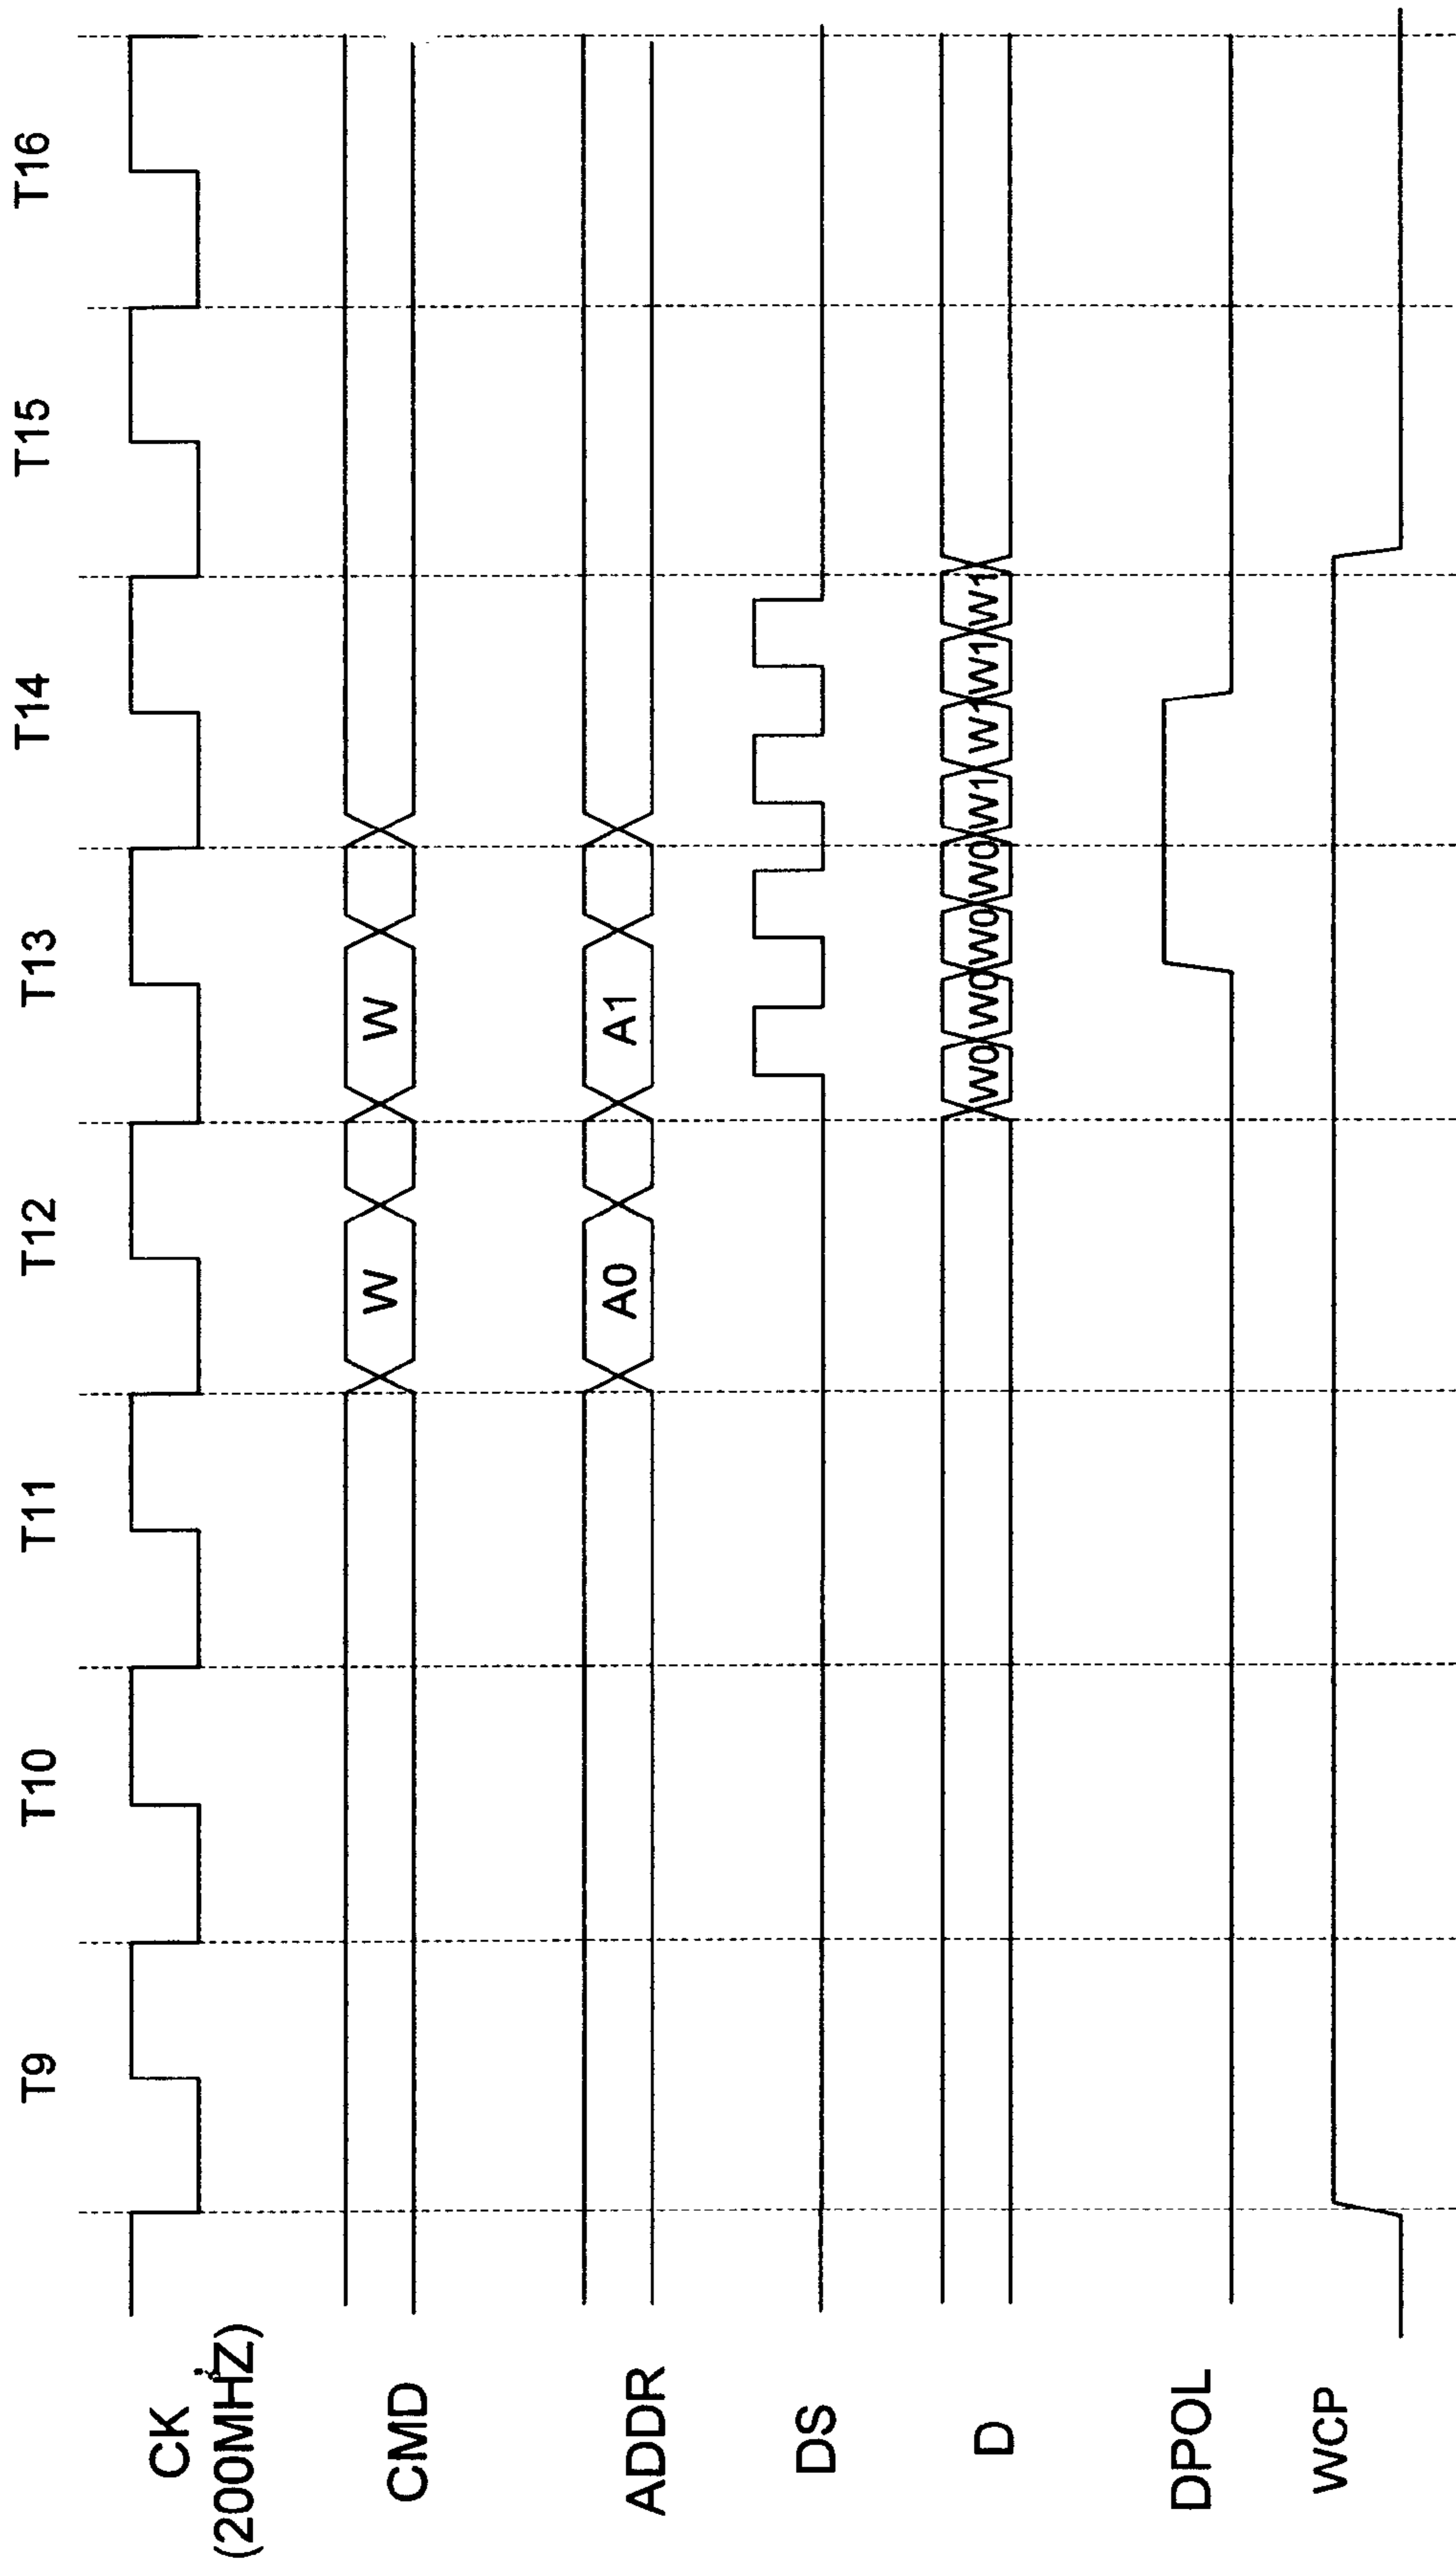 T9 T10 T11 T12 T13 T14 T15 T16
CK
(200MHZ)
CMD W W
ADDR A0 A1
DS
D W0 W0 W0 W0 W1 W1 W1 W1
DPOL
WCP